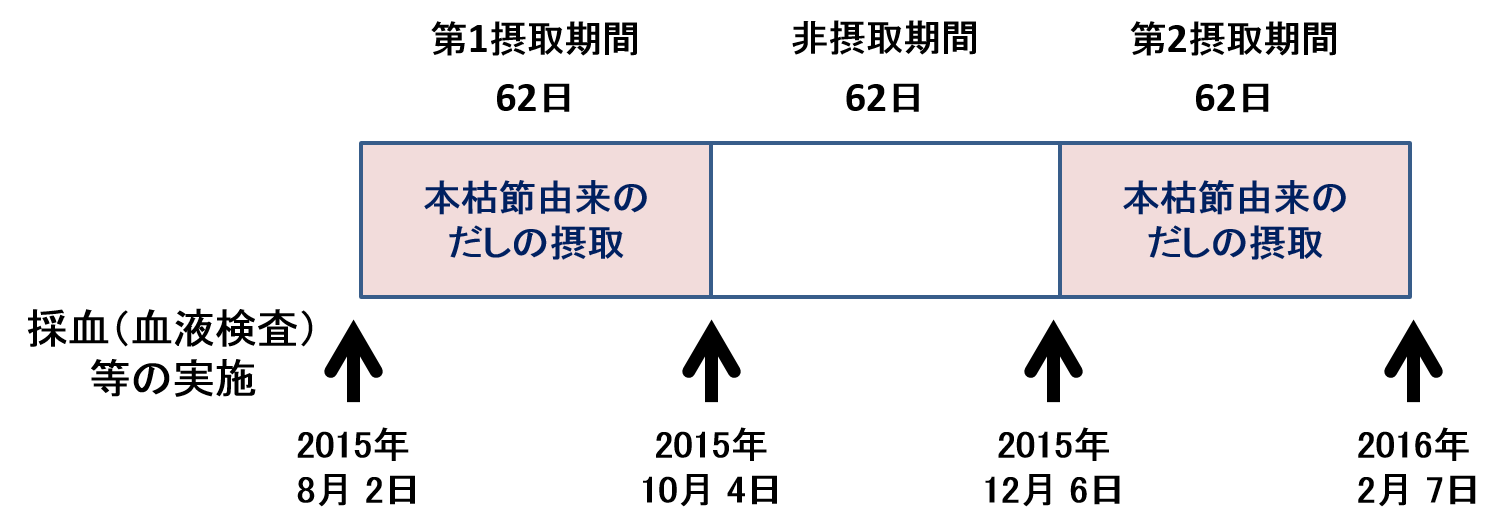 第1摂取期間
62日
非摂取期間
62日
第2摂取期間
62日
本枯節由来の
だしの摂取
本枯節由来の
だしの摂取
採血（血液検査）
等の実施
2015年
8月 2日
2015年
10月 4日
2015年
12月 6日
2016年
2月 7日